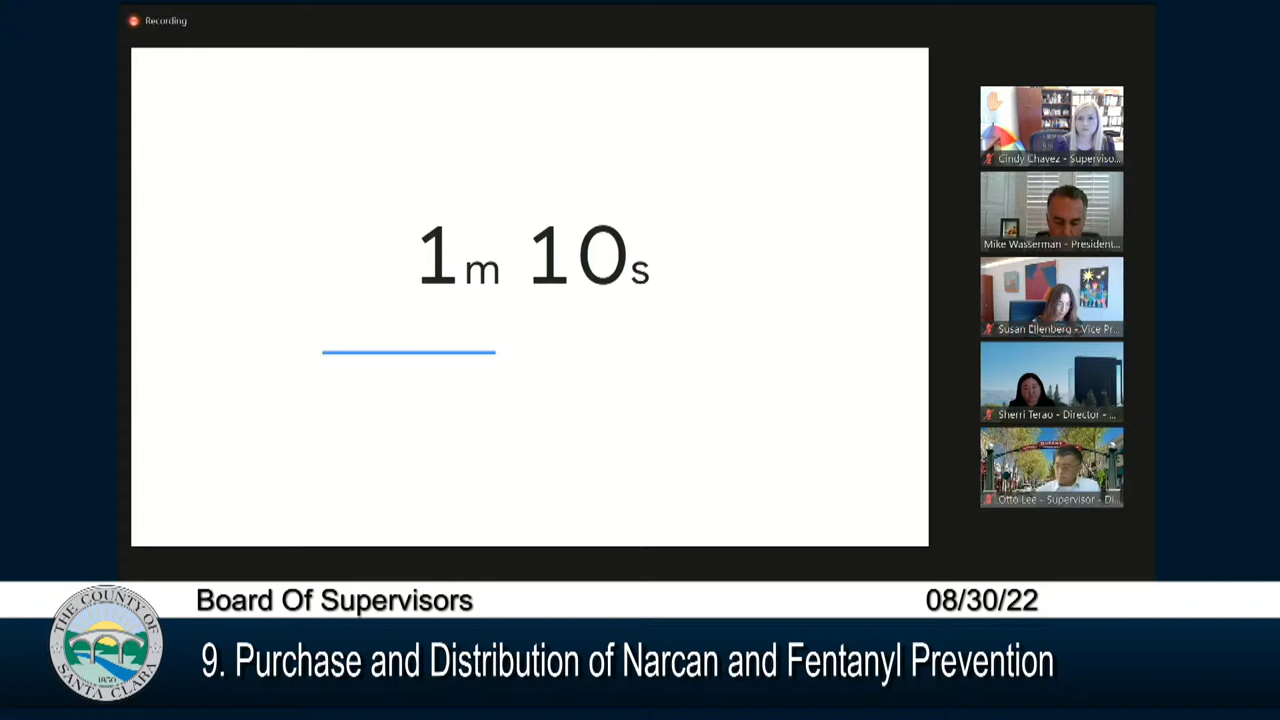 Recording
1m 10s
Cindy Chavez - Superviso...
Mike Wasserman - President...
Susan Ellenberg - Vice Pr...
Sherri Terao - Director - ...
Otto Lee - Supervisor - Di...
Board Of Supervisors
08/30/22
THE COUNTY OF SANTA CLARA
1850
9. Purchase and Distribution of Narcan and Fentanyl Prevention